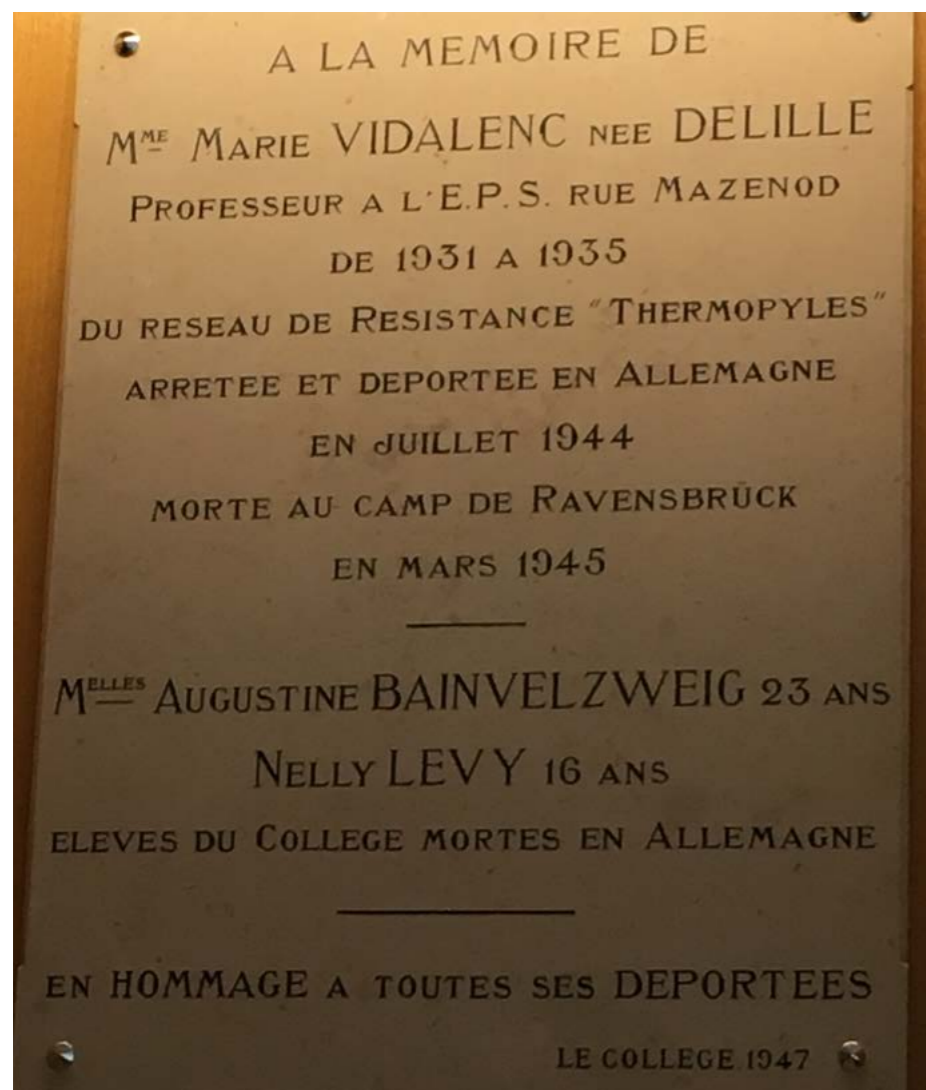 A LA MEMOIRE DE
MME MARIE VIDALENC NEE DELILLE
PROFESSEUR A L'E.P.S. RUE MAZENOD
DE 1931 A 1935
DU RESEAU DE RESISTANCE "THERMOPYLES"
ARRETEE ET DEPORTEE EN ALLEMAGNE
EN JUILLET 1944
MORTE AU CAMP DE RAVENSBRÜCK
EN MARS 1945
MELLES AUGUSTINE BAINVELZWEIG 23 ANS
NELLY LEVY 16 ANS
ELEVES DU COLLEGE MORTES EN ALLEMAGNE
EN HOMMAGE A TOUTES SES DEPORTEES
LE COLLEGE 1947